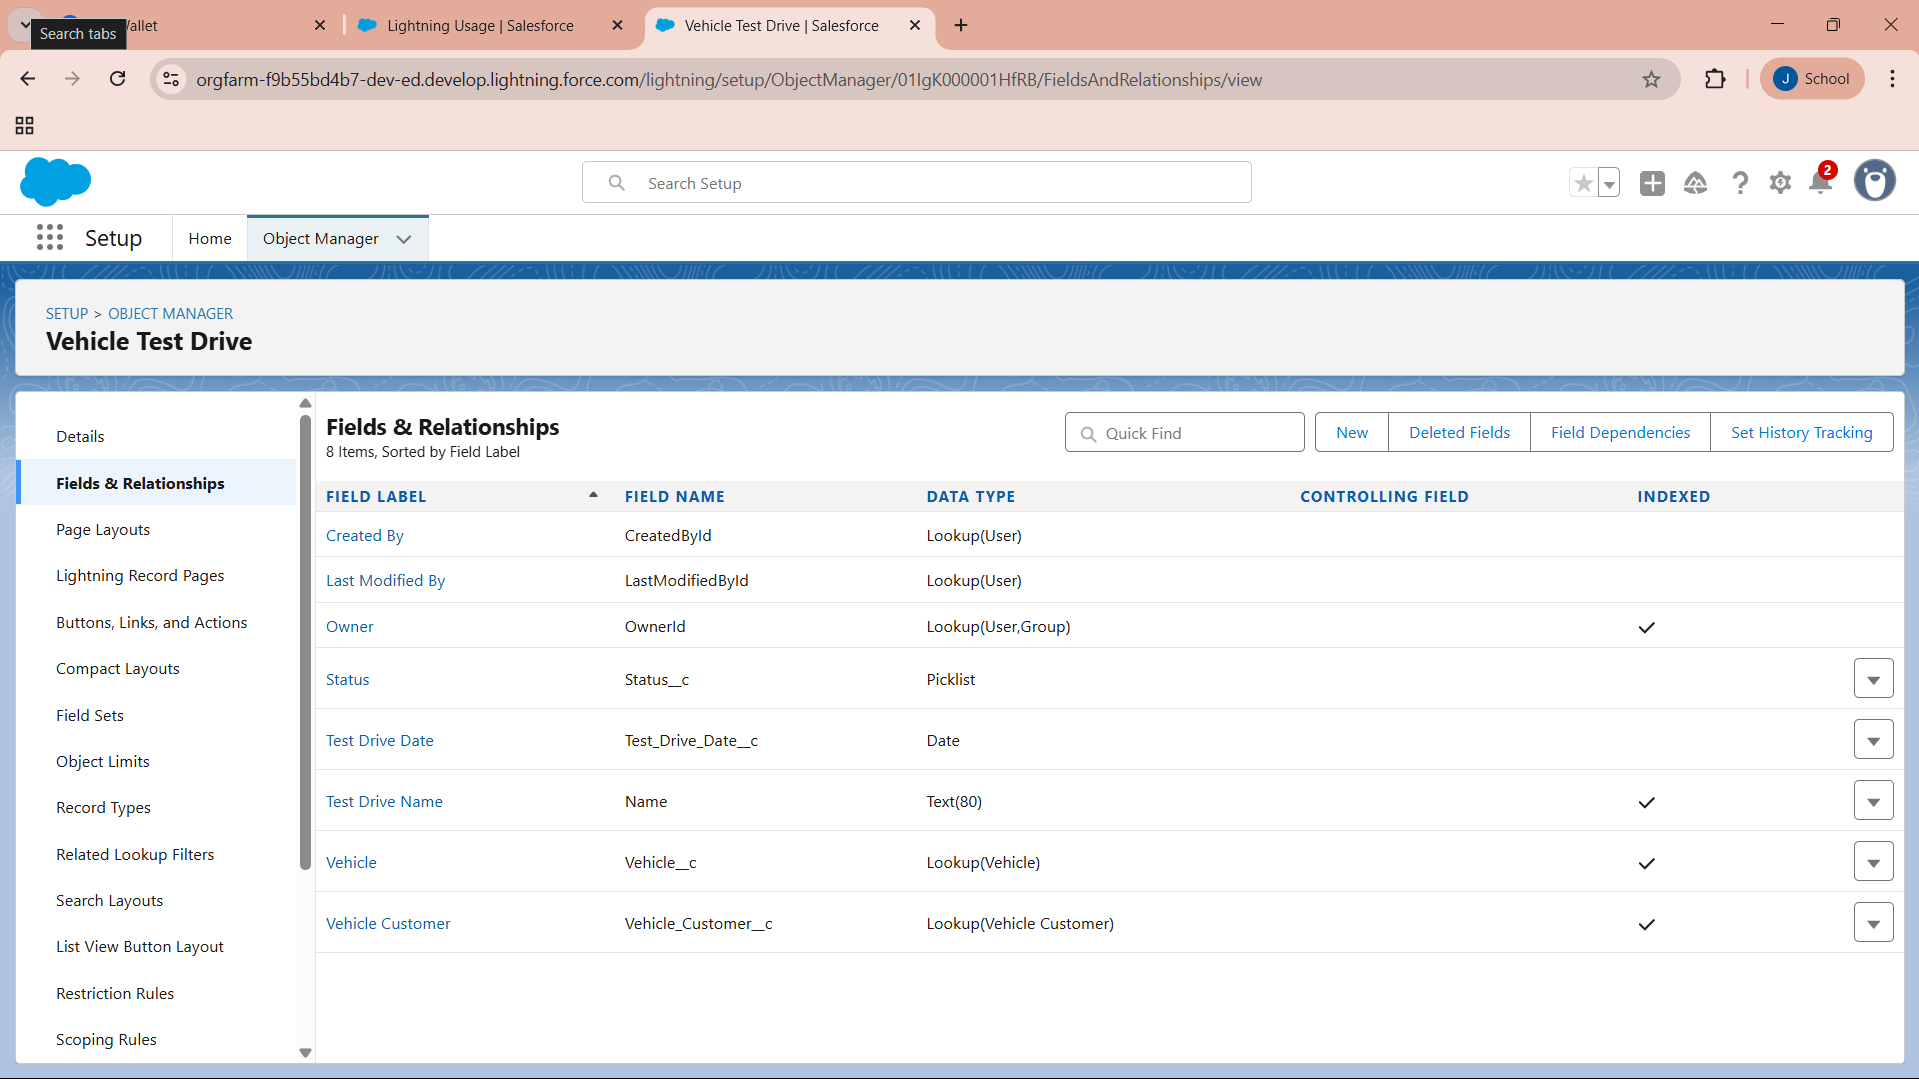 Search tabs
allet
Lightning Usage | Salesforce
Vehicle Test Drive | Salesforce
orgfarm-f9b55bd4b7-dev-ed.develop.lightning.force.com/lightning/setup/ObjectManager/01IgK000001HfRB/FieldsAndRelationships/view
J School
Search Setup
2
Setup
Home
Object Manager
SETUP > OBJECT MANAGER
Vehicle Test Drive
Details
Fields & Relationships
Page Layouts
Lightning Record Pages
Buttons, Links, and Actions
Compact Layouts
Field Sets
Object Limits
Record Types
Related Lookup Filters
Search Layouts
List View Button Layout
Restriction Rules
Scoping Rules
Fields & Relationships
8 Items, Sorted by Field Label
Quick Find
New
Deleted Fields
Field Dependencies
Set History Tracking
FIELD LABEL FIELD NAME DATA TYPE CONTROLLING FIELD INDEXED
Created By CreatedById Lookup(User)
Last Modified By LastModifiedById Lookup(User)
Owner OwnerId Lookup(User,Group)
Status Status__c Picklist
Test Drive Date Test_Drive_Date__c Date
Test Drive Name Name Text(80)
Vehicle Vehicle__c Lookup(Vehicle)
Vehicle Customer Vehicle_Customer__c Lookup(Vehicle Customer)